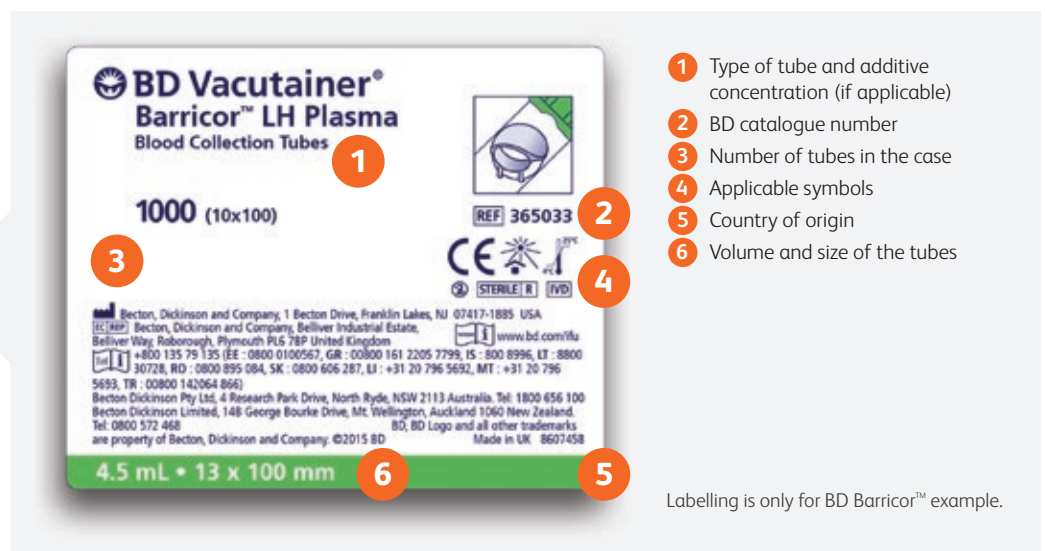 BD Vacutainer®
Barricor™ LH Plasma
Blood Collection Tubes
1
1000 (10x100)
REF 365033
2
3
CE
STERILE R IVD
4
Becton, Dickinson and Company, 1 Becton Drive, Franklin Lakes, NJ 07417-1885 USA
EC REP Becton, Dickinson and Company, Belliver Industrial Estate,
Belliver Way, Roborough, Plymouth PL6 7BP United Kingdom
www.bd.com/ifu
+800 135 79 135 (EE : 0800 0100567, GR : 00800 161 2205 7799, IS : 800 8996, LT : 8800
30728, RO : 0800 895 084, SK : 0800 606 287, LI : +31 20 796 5692, MT : +31 20 796
5693, TR : 00800 142064 866)
Becton Dickinson Pty Ltd, 4 Research Park Drive, North Ryde, NSW 2113 Australia. Tel: 1800 656 100
Becton Dickinson Limited, 14B George Bourke Drive, Mt. Wellington, Auckland 1060 New Zealand.
Tel: 0800 572 468 BD, BD Logo and all other trademarks
are property of Becton, Dickinson and Company. ©2015 BD Made in UK 8607458
4.5 mL • 13 x 100 mm
6
5
1 Type of tube and additive
concentration (if applicable)
2 BD catalogue number
3 Number of tubes in the case
4 Applicable symbols
5 Country of origin
6 Volume and size of the tubes
Labelling is only for BD Barricor™ example.